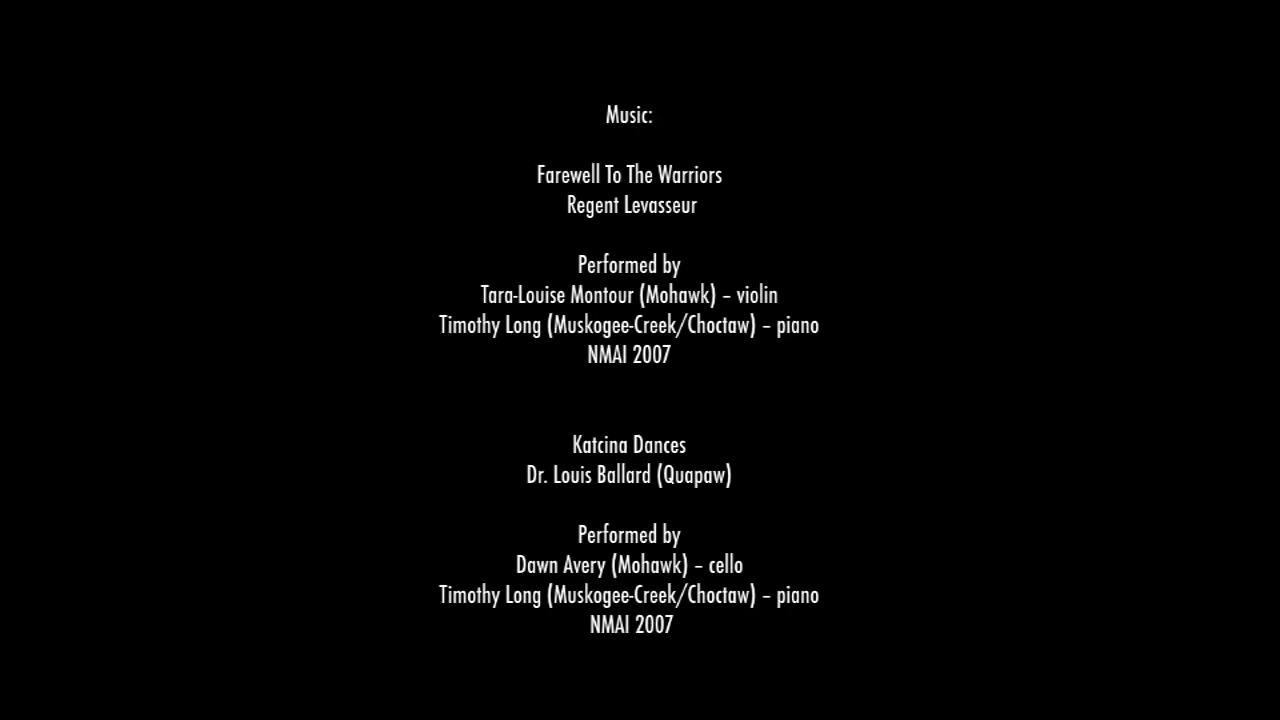 Music:
Farewell To The Warriors
Regent Levasseur
Performed by
Tara-Louise Montour (Mohawk) – violin
Timothy Long (Muskogee-Creek/Choctaw) – piano
NMAI 2007
Katcina Dances
Dr. Louis Ballard (Quapaw)
Performed by
Dawn Avery (Mohawk) – cello
Timothy Long (Muskogee-Creek/Choctaw) – piano
NMAI 2007